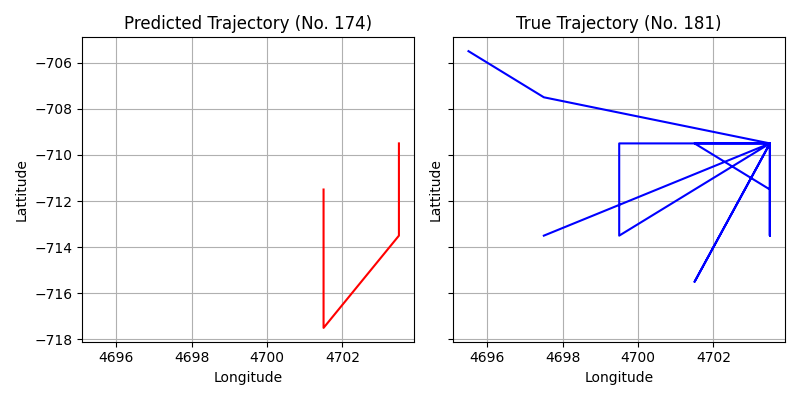 Predicted Trajectory (No. 174)
True Trajectory (No. 181)
−706
−708
−710
−712
−714
−716
−718
Lattitude
Lattitude
4696 4698 4700 4702
4696 4698 4700 4702
Longitude
Longitude